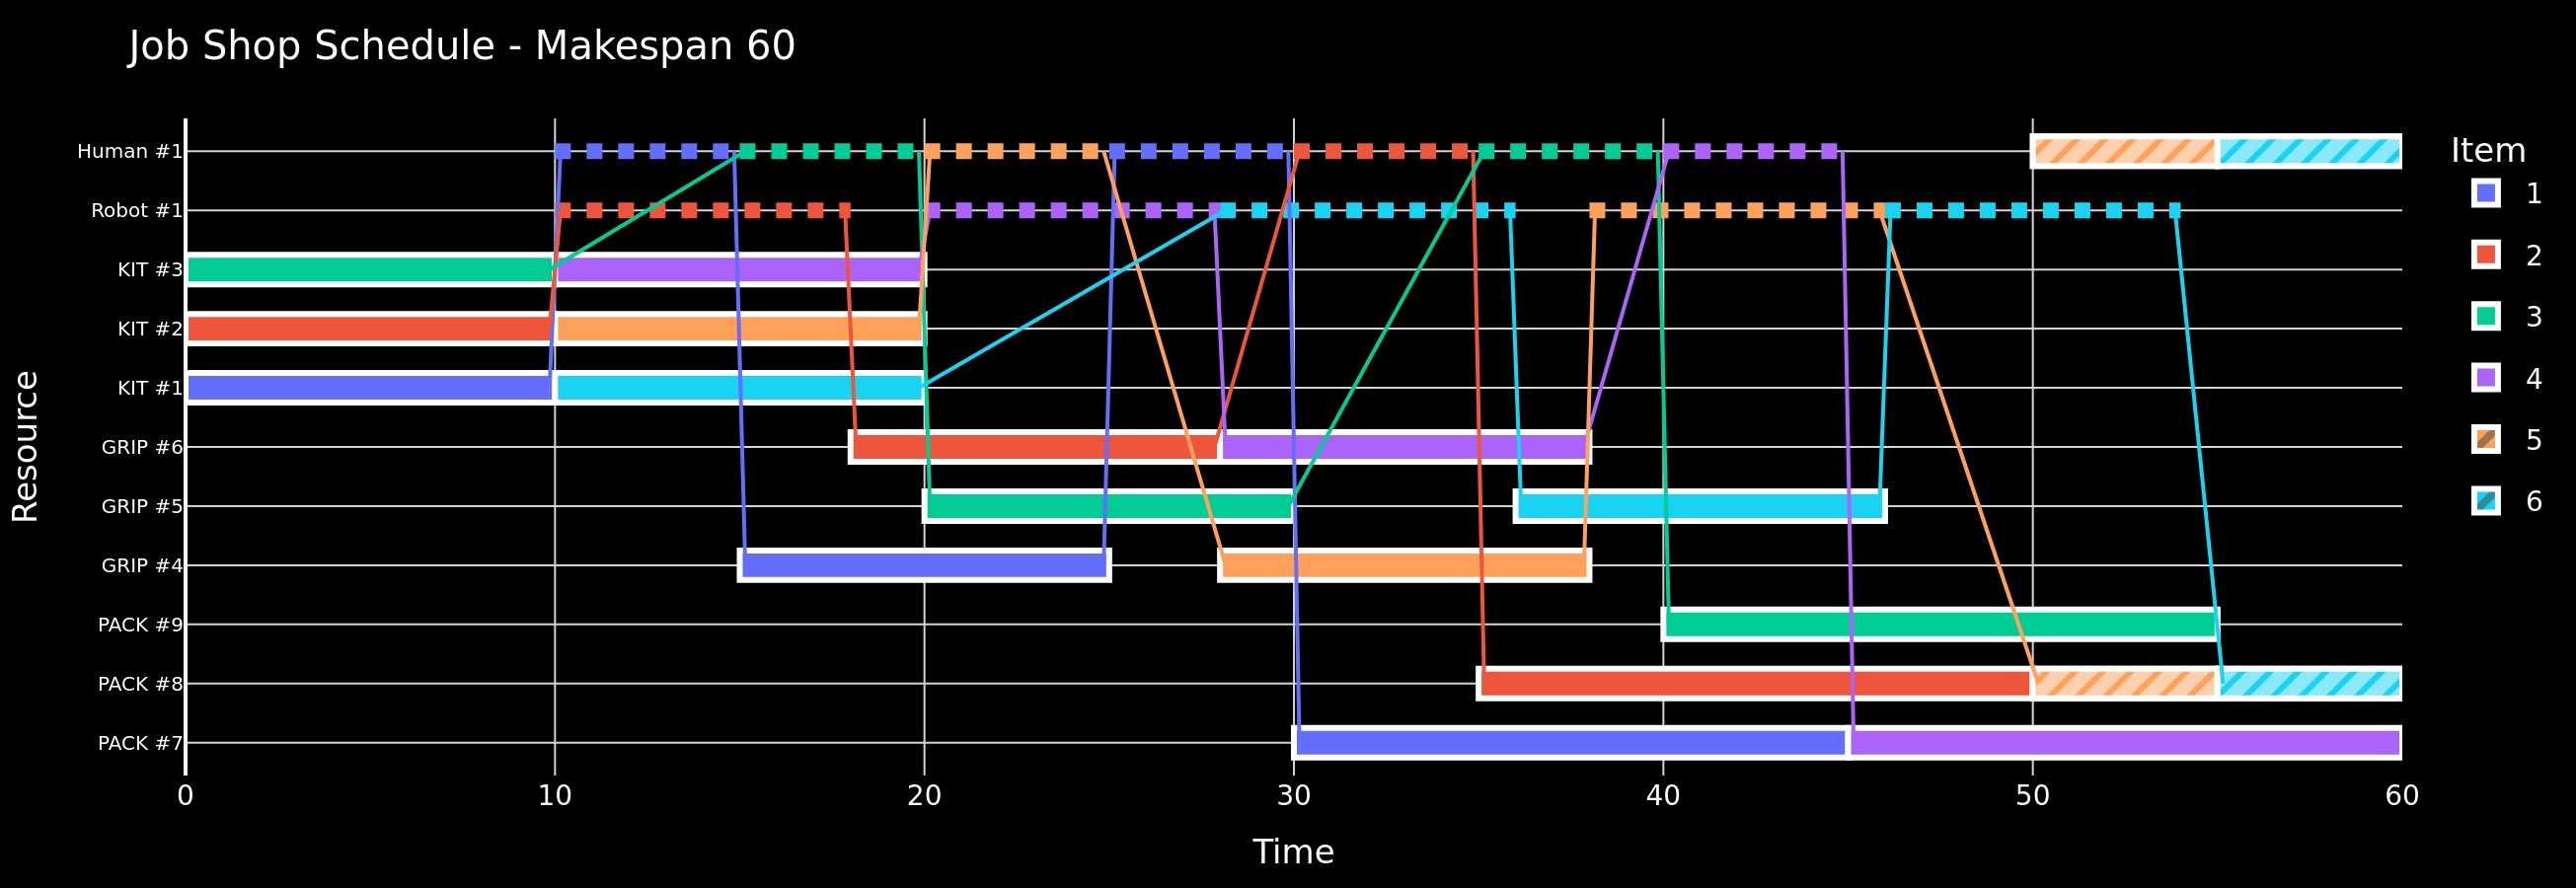 Job Shop Schedule - Makespan 60
Human #1
Robot #1
KIT #3
KIT #2
KIT #1
GRIP #6
GRIP #5
GRIP #4
PACK #9
PACK #8
PACK #7
Resource
0 10 20 30 40 50 60
Time
Item
1
2
3
4
5
6